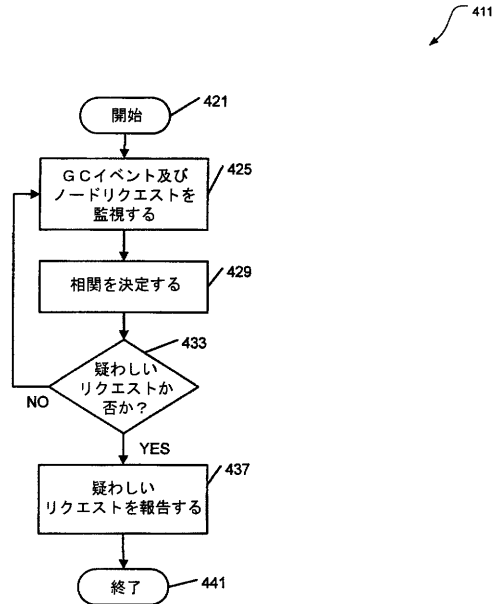 411
開始
421
GCイベント及び
ノードリクエストを
監視する
425
相関を決定する
429
433
疑わしい
リクエストか
否か?
NO
YES
疑わしい
リクエストを報告する
437
終了
441